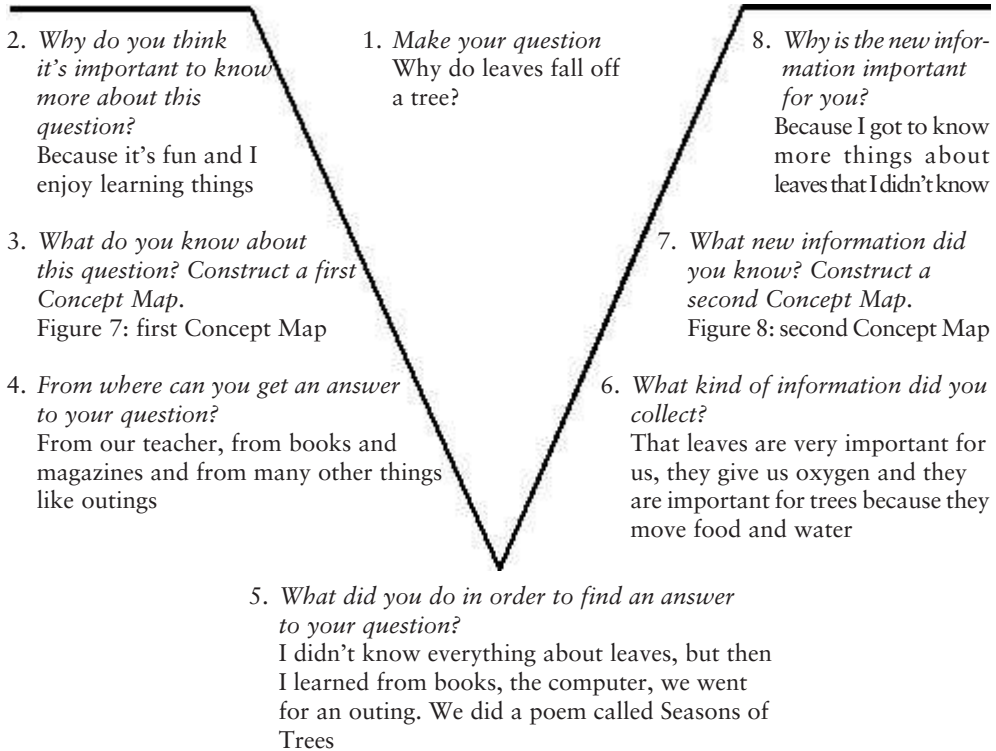 1. Make your question
Why do leaves fall off
a tree?
2. Why do you think
it's important to know
more about this
question?
Because it's fun and I
enjoy learning things
3. What do you know about
this question? Construct a first
Concept Map.
Figure 7: first Concept Map
4. From where can you get an answer
to your question?
From our teacher, from books and
magazines and from many other things
like outings
5. What did you do in order to find an answer
to your question?
I didn't know everything about leaves, but then
I learned from books, the computer, we went
for an outing. We did a poem called Seasons of
Trees
6. What kind of information did you
collect?
That leaves are very important for
us, they give us oxygen and they
are important for trees because they
move food and water
7. What new information did
you know? Construct a
second Concept Map.
Figure 8: second Concept Map
8. Why is the new infor-
mation important
for you?
Because I got to know
more things about
leaves that I didn't know